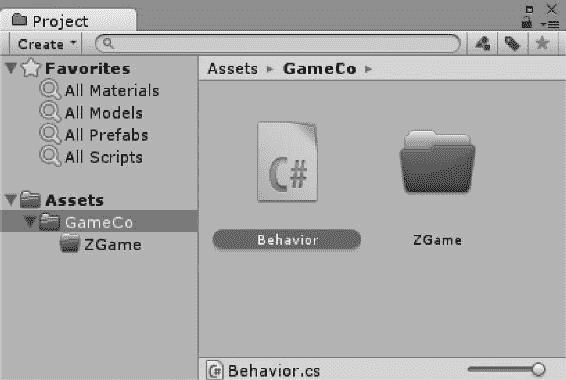 Project
Create
Favorites
All Materials
All Models
All Prefabs
All Scripts
Assets
GameCo
ZGame
Assets GameCo
C#
Behavior
ZGame
C# Behavior.cs